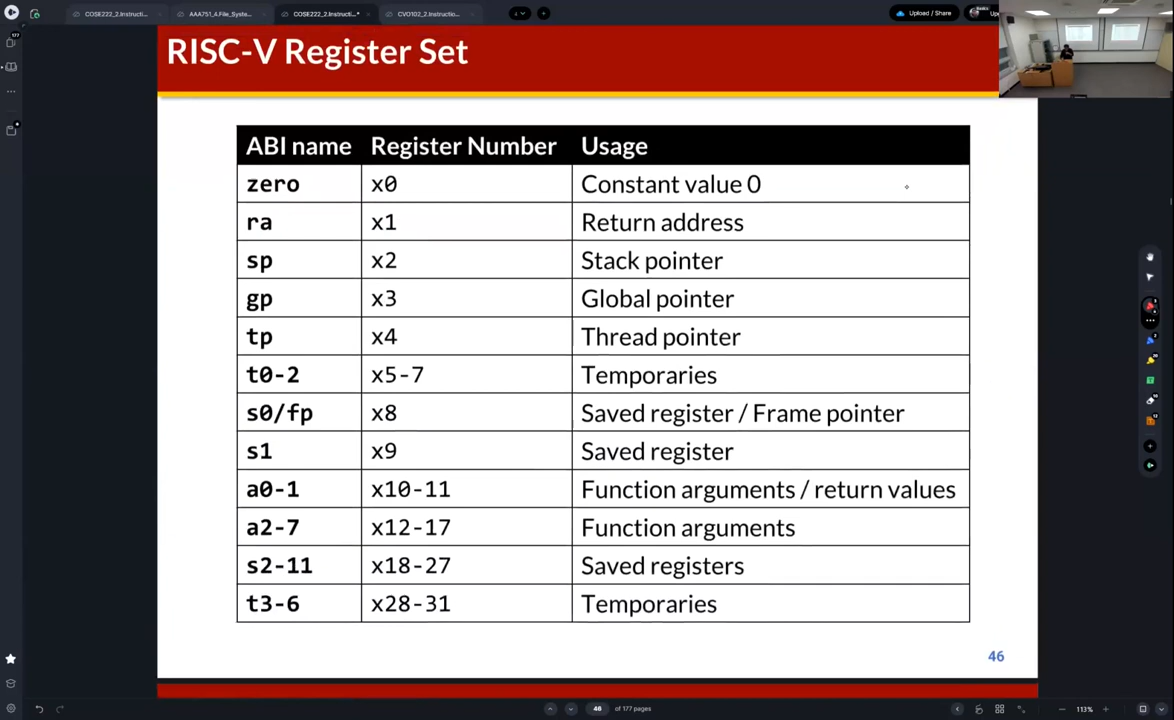 COSE222_2.Instructi...
AAA751_4.File_Syste...
COSE222_2.Instructi...*
CVO102_2.Instructio...
4
Upload / Share
177
RISC-V Register Set
ABI name Register Number Usage
zero x0 Constant value 0
ra x1 Return address
sp x2 Stack pointer
gp x3 Global pointer
tp x4 Thread pointer
t0-2 x5-7 Temporaries
s0/fp x8 Saved register / Frame pointer
s1 x9 Saved register
a0-1 x10-11 Function arguments / return values
a2-7 x12-17 Function arguments
s2-11 x18-27 Saved registers
t3-6 x28-31 Temporaries
46
46 of 177 pages
113%